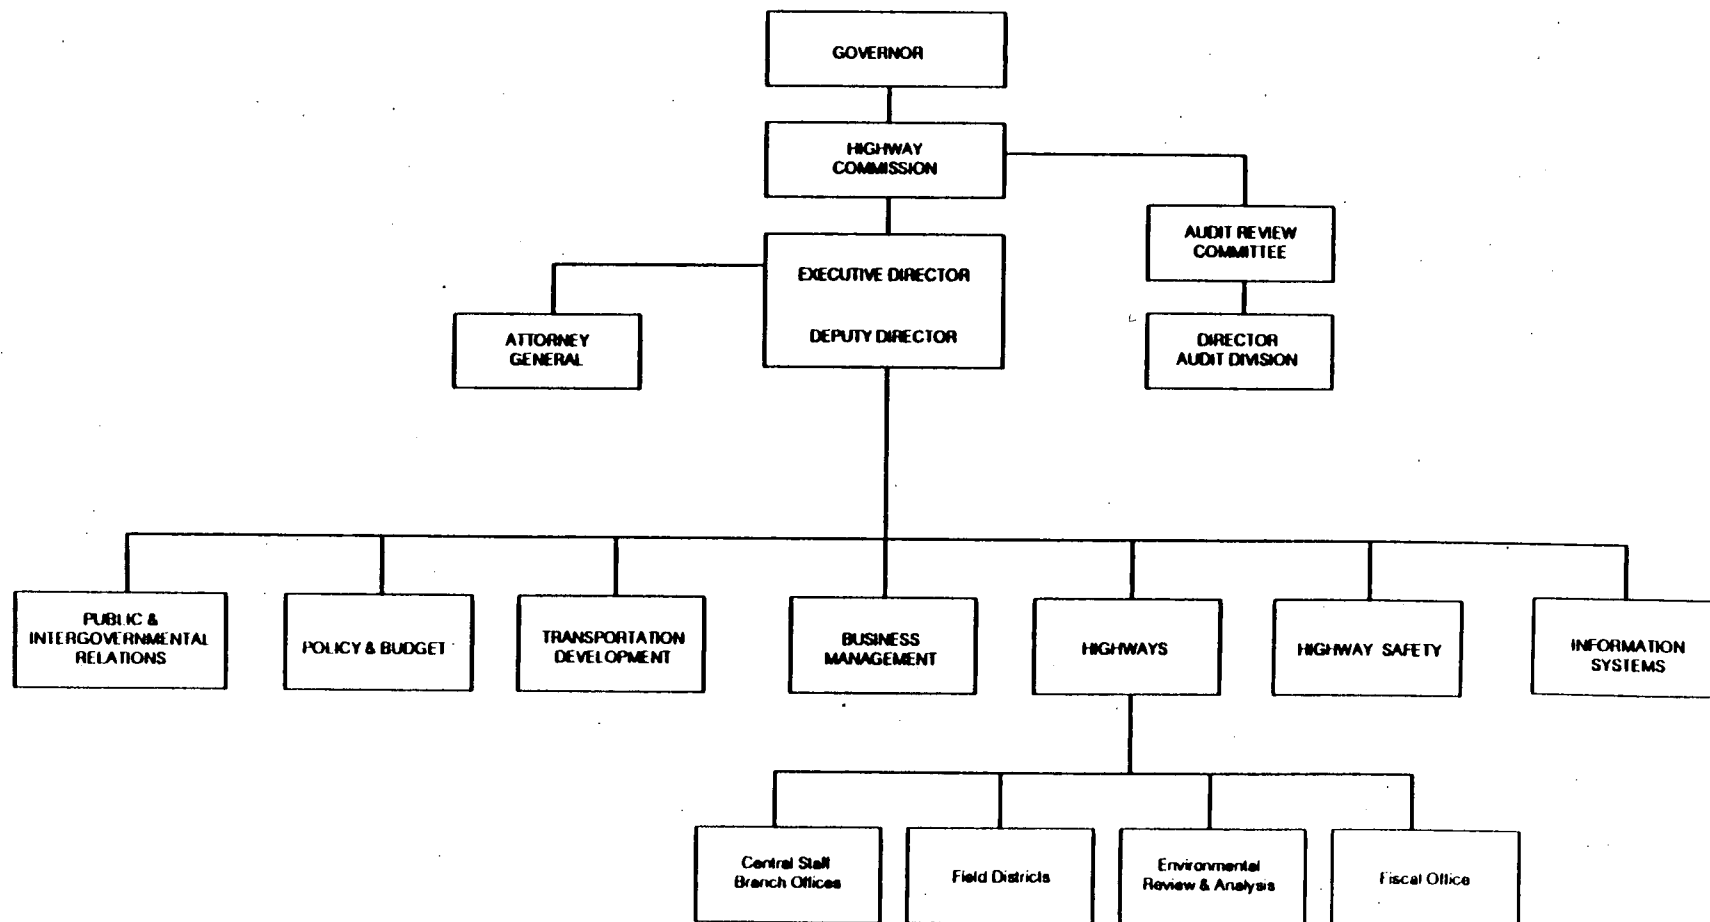 GOVERNOR
HIGHWAY
COMMISSION
AUDIT REVIEW
COMMITTEE
EXECUTIVE DIRECTOR
DEPUTY DIRECTOR
ATTORNEY
GENERAL
DIRECTOR
AUDIT DIVISION
PUBLIC &
INTERGOVERNMENTAL
RELATIONS
POLICY & BUDGET
TRANSPORTATION
DEVELOPMENT
BUSINESS
MANAGEMENT
HIGHWAYS
HIGHWAY SAFETY
INFORMATION
SYSTEMS
Central Staff
Branch Offices
Field Districts
Environmental
Review & Analysis
Fiscal Office